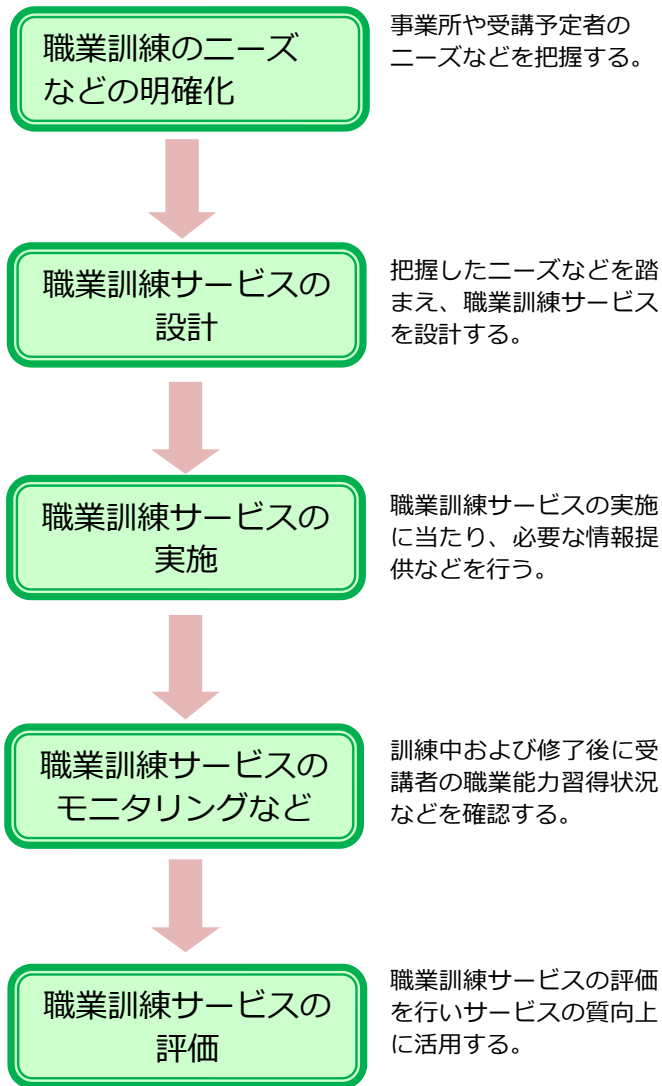 職業訓練のニーズ
などの明確化
事業所や受講予定者の
ニーズなどを把握する。
職業訓練サービスの
設計
把握したニーズなどを踏
まえ、職業訓練サービス
を設計する。
職業訓練サービスの
実施
職業訓練サービスの実施
に当たり、必要な情報提
供などを行う。
職業訓練サービスの
モニタリングなど
訓練中および修了後に受
講者の職業能力習得状況
などを確認する。
職業訓練サービスの
評価
職業訓練サービスの評価
を行いサービスの質向上
に活用する。